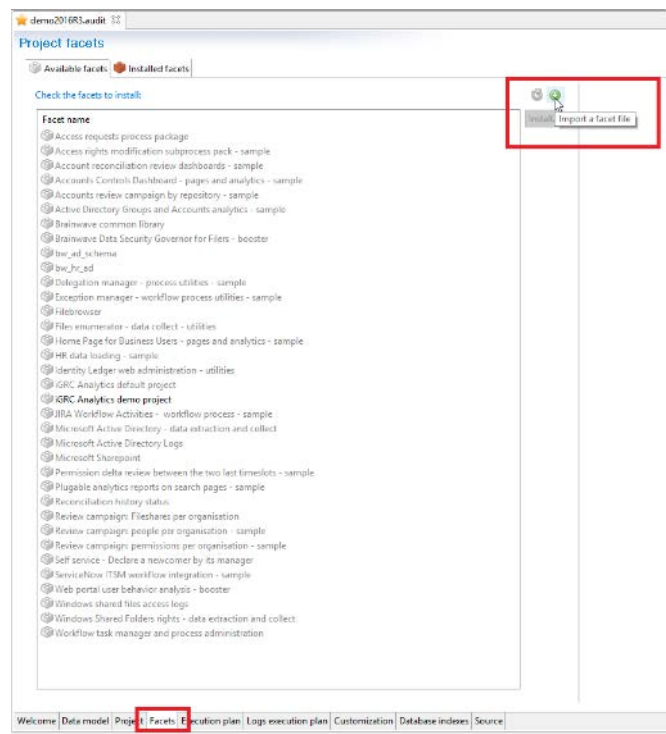 demo2016R3.audit
Project facets
Available facets Installed facets
Check the facets to install:
Facet name
Access requests process package
Access rights modification subprocess pack - sample
Account reconciliation review dashboards - sample
Accounts Controls Dashboard - pages and analytics - sample
Accounts review campaign by repository - sample
Active Directory Groups and Accounts analytics - sample
Brainwave common library
Brainwave Data Security Governor for Filers - booster
bw_ad_schema
bw_hr_ad
Delegation manager - process utilities - sample
Exception manager - workflow process utilities - sample
Filebrowser
Files enumerator - data collect - utilities
Home Page for Business Users - pages and analytics - sample
HR data loading - sample
Identity Ledger web administration - utilities
iGRC Analytics default project
iGRC Analytics demo project
JIRA Workflow Activities - workflow process - sample
Microsoft Active Directory - data extraction and collect
Microsoft Active Directory Logs
Microsoft Sharepoint
Permission delta review between the two last timeslots - sample
Plugable analytics reports on search pages - sample
Reconciliation history status
Review campaign: Fileshares per organisation
Review campaign: people per organisation - sample
Review campaign: permissions per organisation - sample
Self service - Declare a newcomer by its manager
ServiceNow ITSM workflow integration - sample
Web portal user behavior analysis - booster
Windows shared files access logs
Windows Shared Folders rights - data extraction and collect
Workflow task manager and process administration
Install Import a facet file
Welcome Data model Project Facets Execution plan Logs execution plan Customization Database indexes Source